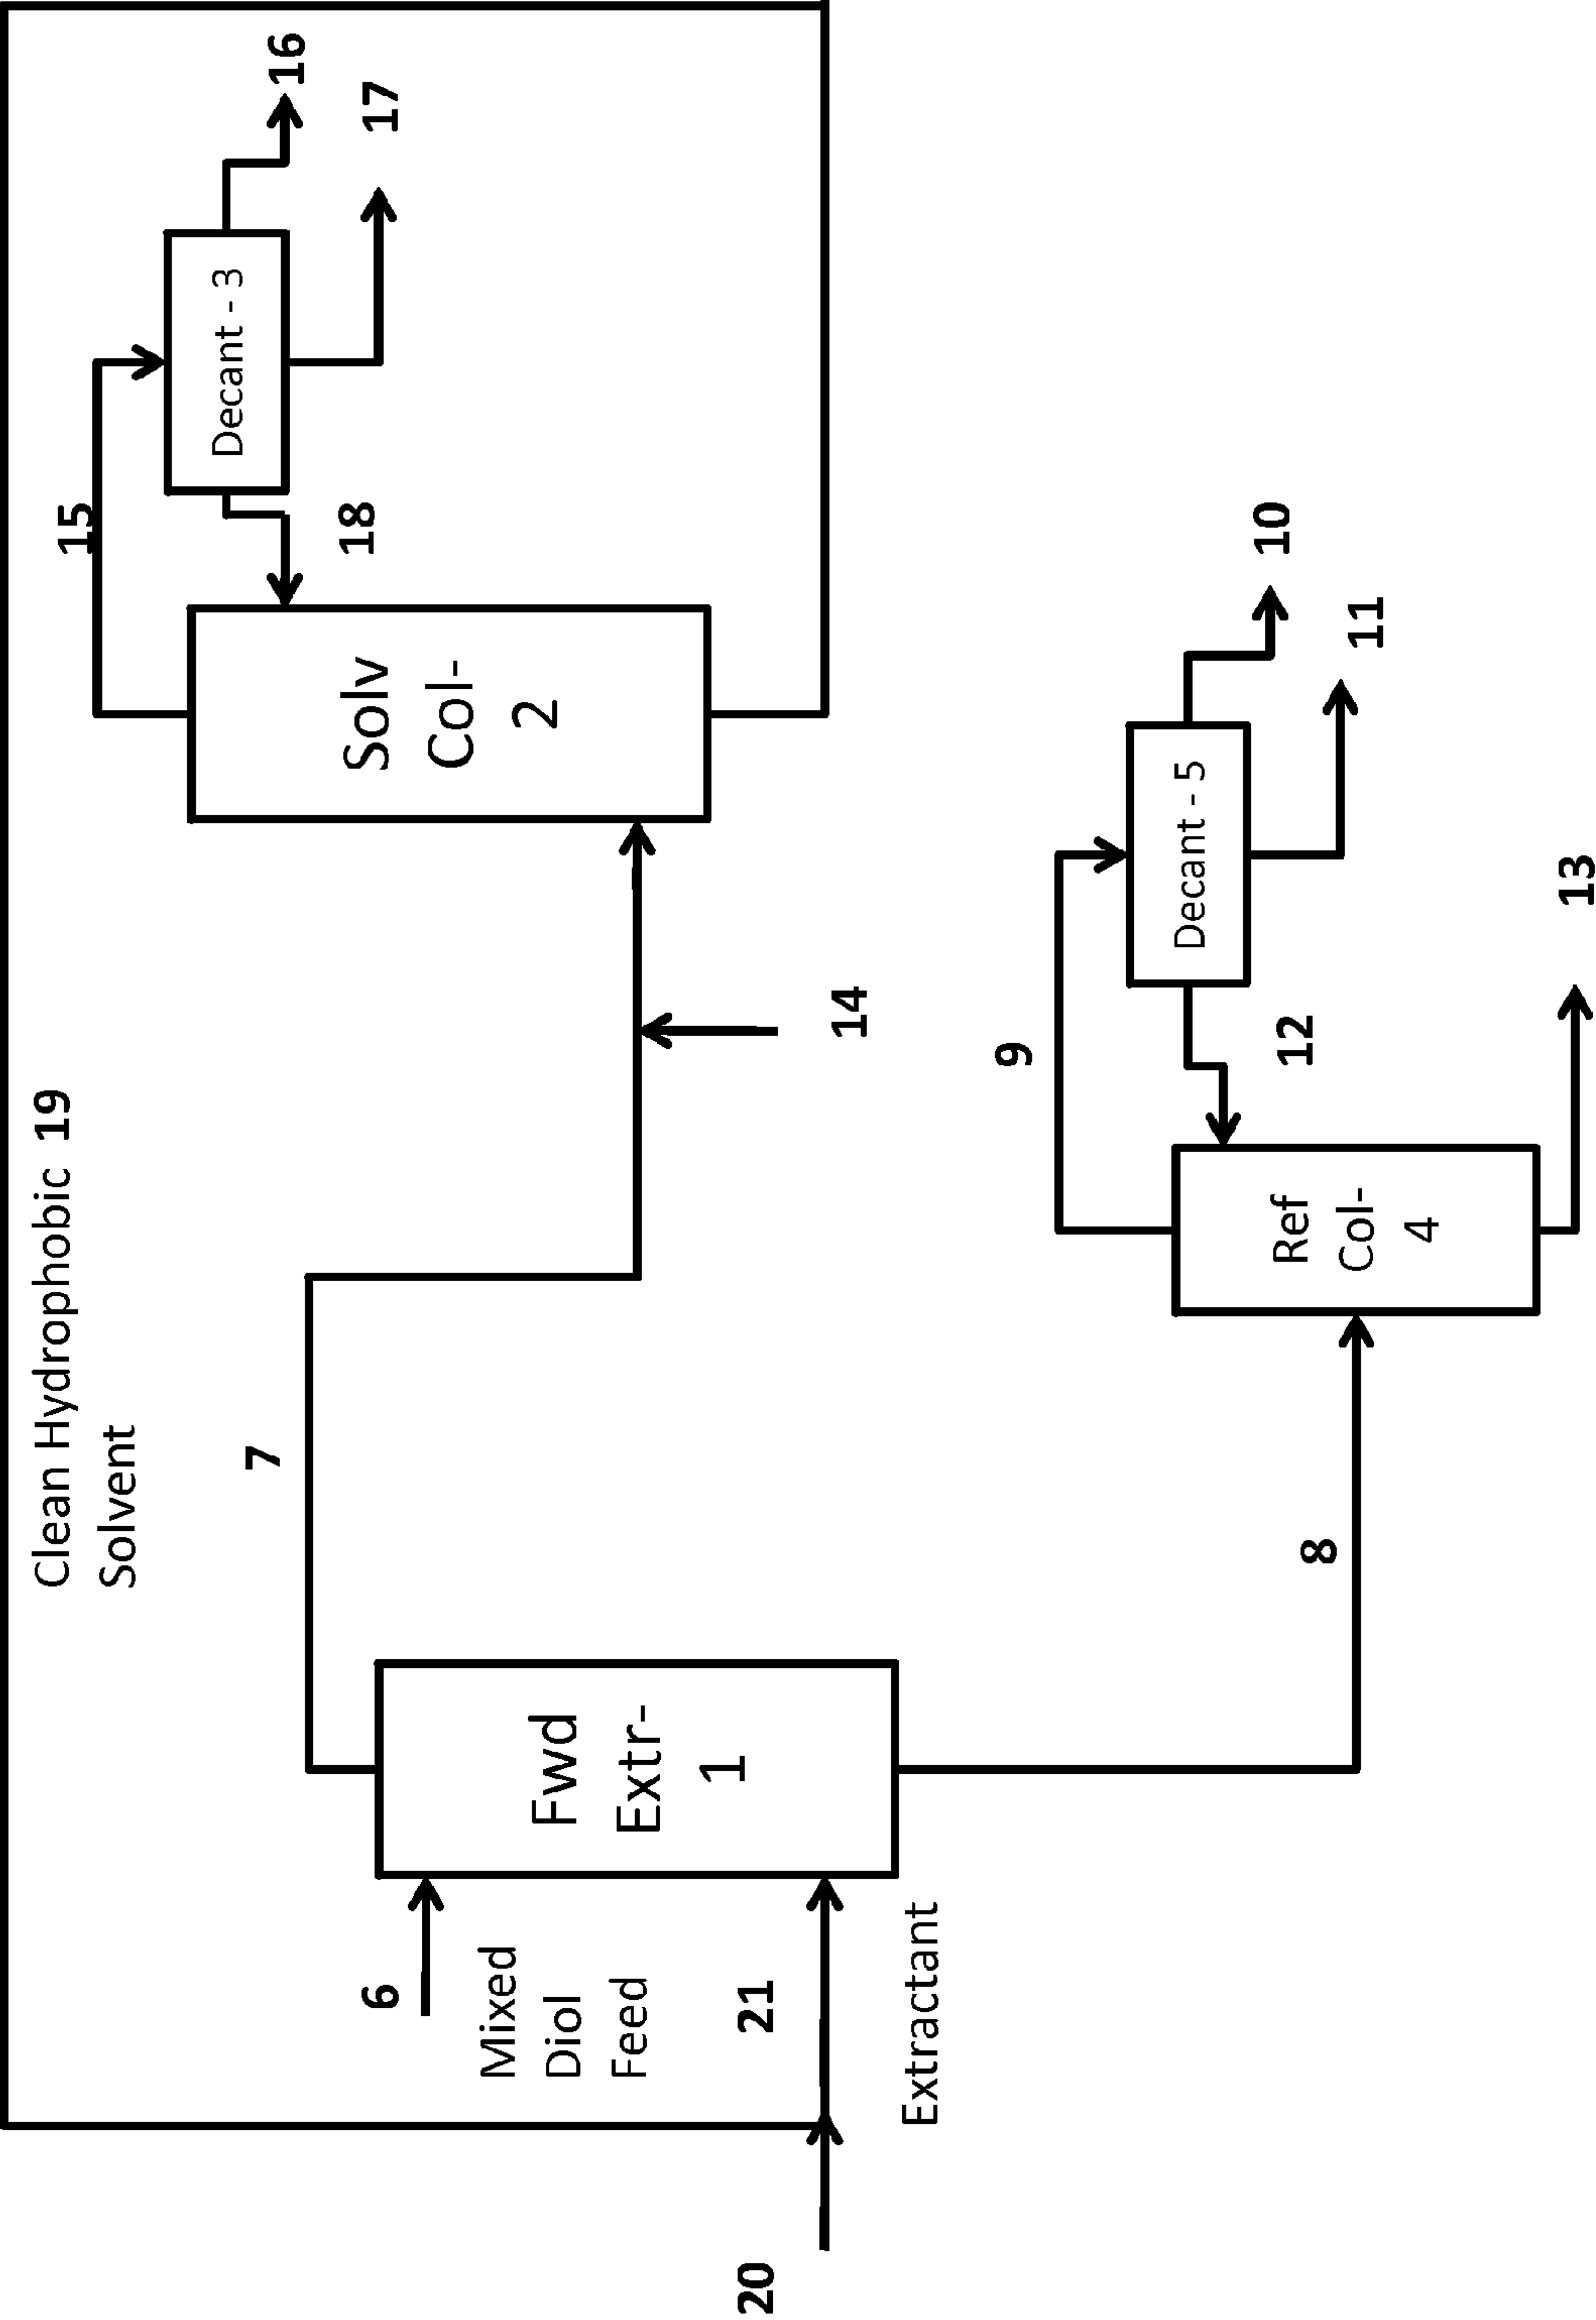 Clean Hydrophobic 19
Solvent
15
16
Decant - 3
17
18
7
Solv
Col-
2
6
Mixed
Diol
Feed
Fwd
Extr-
1
20
21
Extractant
14
9
10
Decant - 5
11
12
8
Ref
Col-
4
13